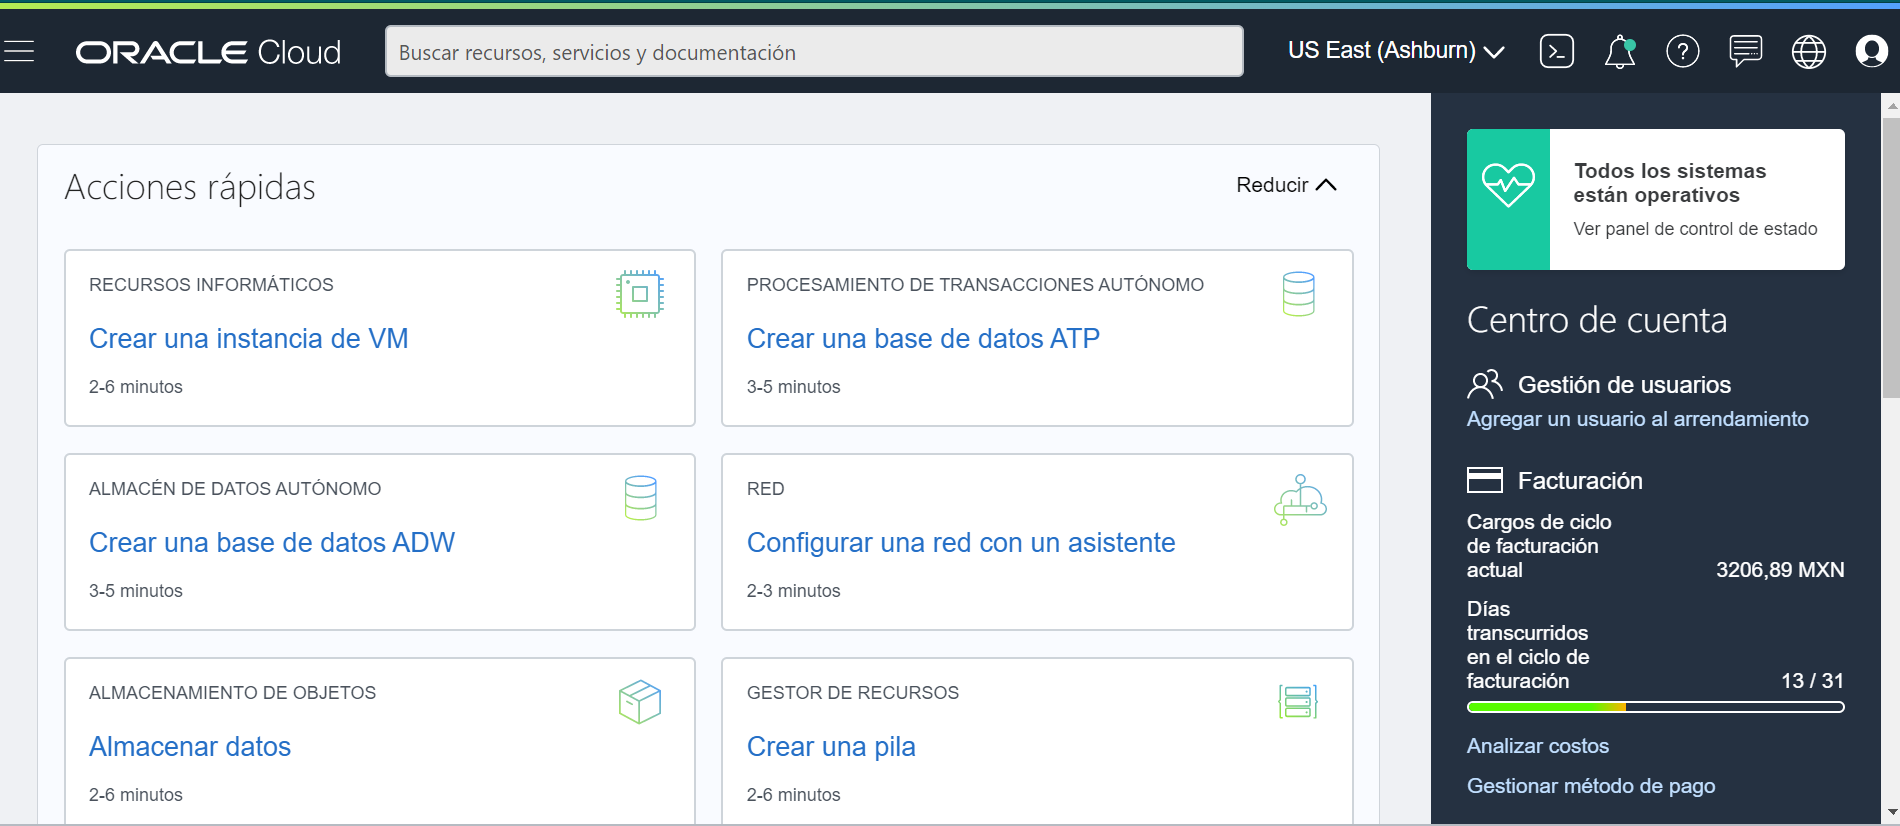 ORACLE Cloud
Buscar recursos, servicios y documentación
US East (Ashburn)
Acciones rápidas
Reducir
RECURSOS INFORMÁTICOS
Crear una instancia de VM
2-6 minutos
PROCESAMIENTO DE TRANSACCIONES AUTÓNOMO
Crear una base de datos ATP
3-5 minutos
ALMACÉN DE DATOS AUTÓNOMO
Crear una base de datos ADW
3-5 minutos
RED
Configurar una red con un asistente
2-3 minutos
ALMACENAMIENTO DE OBJETOS
Almacenar datos
2-6 minutos
GESTOR DE RECURSOS
Crear una pila
2-6 minutos
Todos los sistemas
están operativos
Ver panel de control de estado
Centro de cuenta
Gestión de usuarios
Agregar un usuario al arrendamiento
Facturación
Cargos de ciclo
de facturación
actual 3206,89 MXN
Días
transcurridos
en el ciclo de
facturación 13 / 31
Analizar costos
Gestionar método de pago